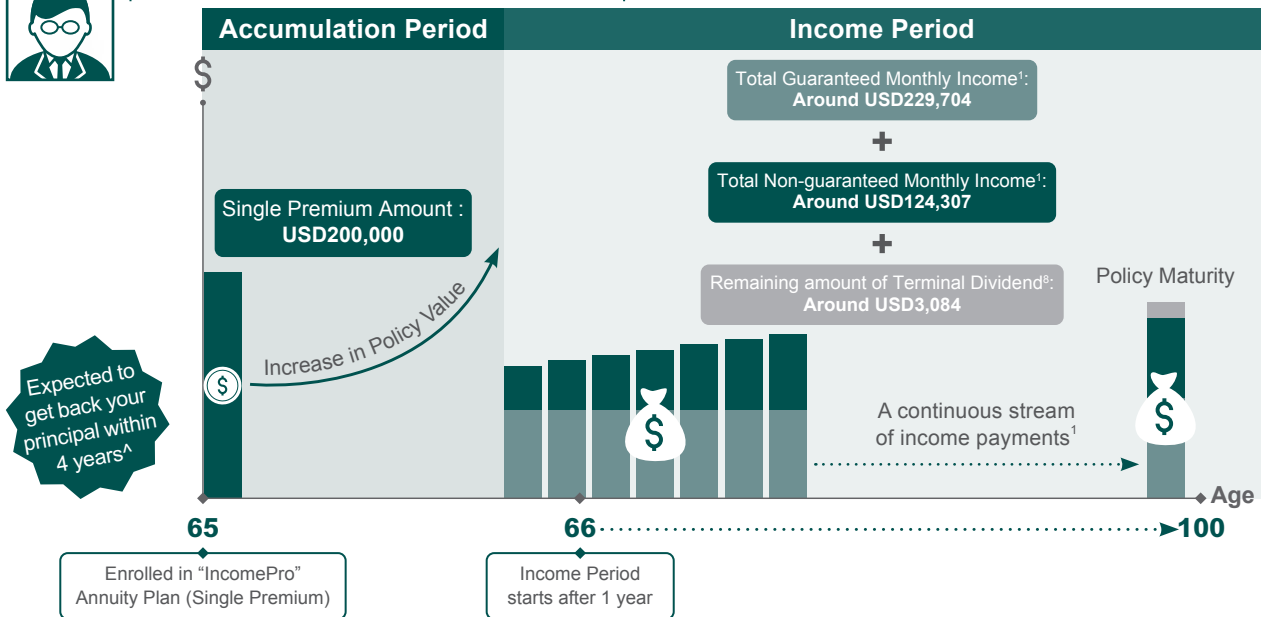 Accumulation Period
Income Period
$
Total Guaranteed Monthly Income¹:
Around USD229,704
+
Total Non-guaranteed Monthly Income¹:
Around USD124,307
+
Remaining amount of Terminal Dividend⁸:
Around USD3,084
Single Premium Amount :
USD200,000
Increase in Policy Value
$
Expected to
get back your
principal within
4 years^
$
A continuous stream
of income payments¹
Policy Maturity
$
Age
65
66
100
Enrolled in “IncomePro”
Annuity Plan (Single Premium)
Income Period
starts after 1 year